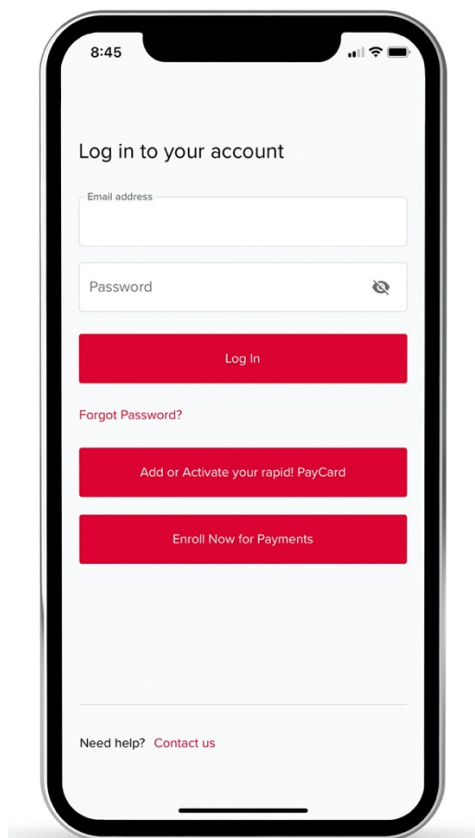 8:45
Log in to your account
Email address
Password
Log In
Forgot Password?
Add or Activate your rapid! PayCard
Enroll Now for Payments
Need help? Contact us